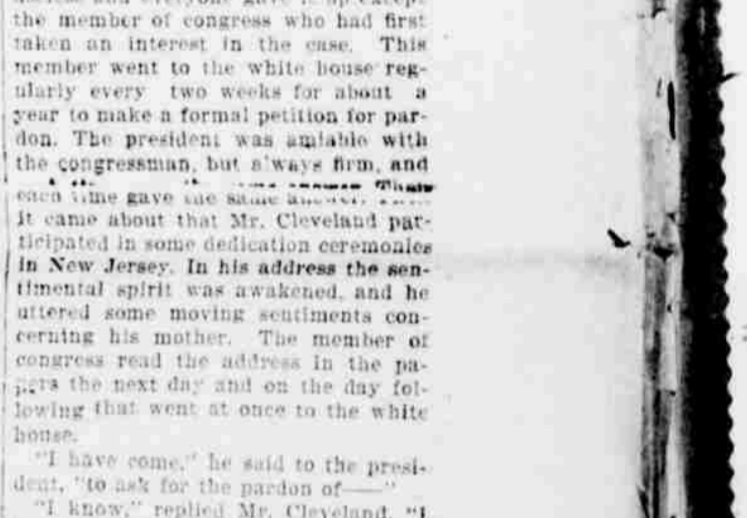 the member of congress who had first
taken an interest in the case. This
member went to the white house reg-
ularly every two weeks for about a
year to make a formal petition for par-
don. The president was amiable with
the congressman, but always firm, and
each time gave the same answer. Then
it came about that Mr. Cleveland par-
ticipated in some dedication ceremonies
in New Jersey. In his address the sen-
timental spirit was awakened, and he
uttered some moving sentiments con-
cerning his mother. The member of
congress read the address in the pa-
pers the next day and on the day fol-
lowing that went at once to the white
house.
"I have come," he said to the presi-
dent, "to ask for the pardon of——"
"I know," replied Mr. Cleveland, "I